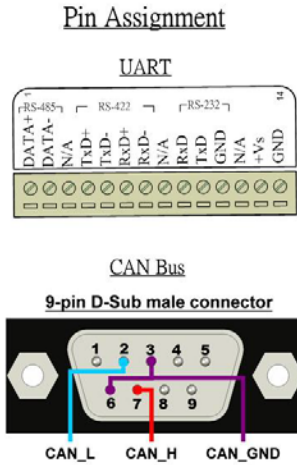 Pin Assignment
UART
1 14
RS-485 RS-422 RS-232
DATA+ DATA- N/A TxD+ TxD- RxD+ RxD- N/A RxD TxD GND N/A +Vs GND
CAN Bus
9-pin D-Sub male connector
1 2 3 4 5
6 7 8 9
CAN_L CAN_H CAN_GND